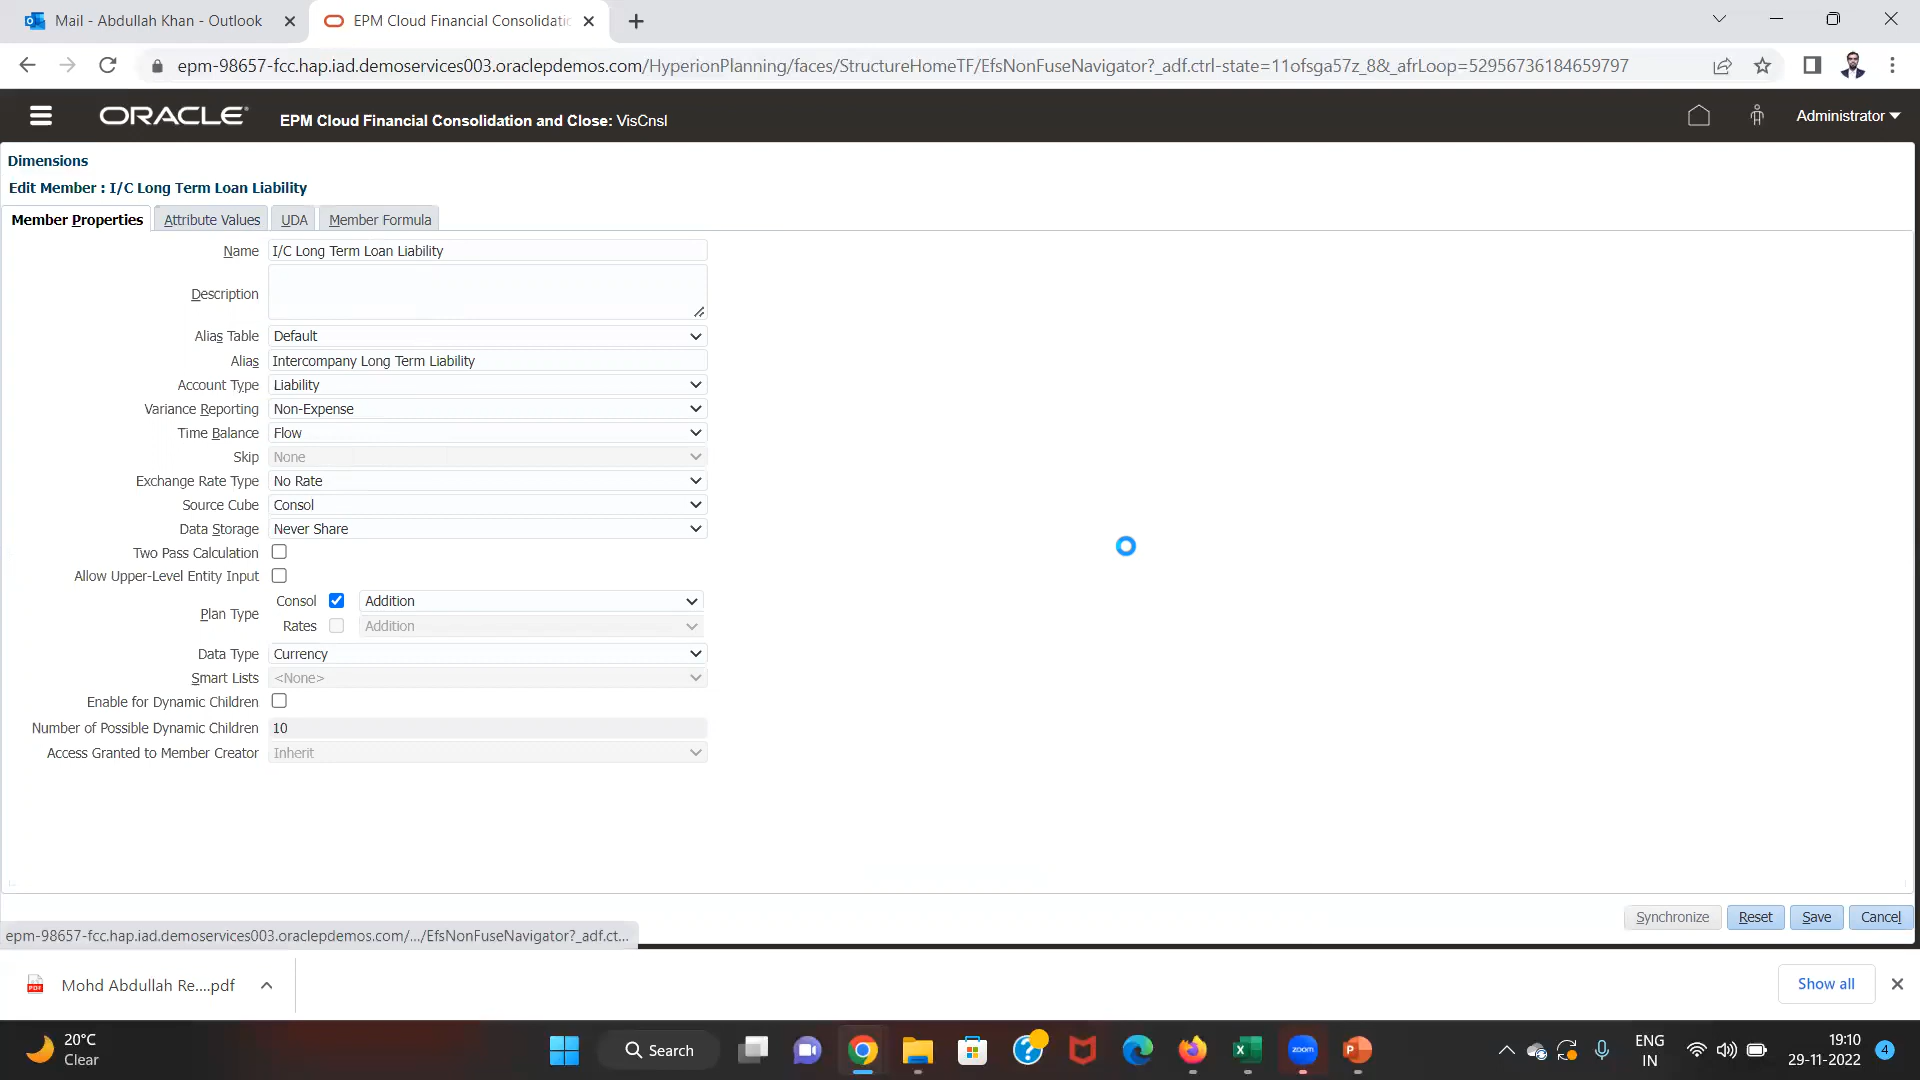 Mail - Abdullah Khan - Outlook
EPM Cloud Financial Consolidatio
epm-98657-fcc.hap.iad.demoservices003.oraclepdemos.com/HyperionPlanning/faces/StructureHomeTF/EfsNonFuseNavigator?_adf.ctrl-state=11ofsga57z_8&_afrLoop=52956736184659797
ORACLE
EPM Cloud Financial Consolidation and Close: VisCnsl
Administrator
Dimensions
Edit Member : I/C Long Term Loan Liability
Member Properties Attribute Values UDA Member Formula
Name I/C Long Term Loan Liability
Description
Alias Table Default
Alias Intercompany Long Term Liability
Account Type Liability
Variance Reporting Non-Expense
Time Balance Flow
Skip None
Exchange Rate Type No Rate
Source Cube Consol
Data Storage Never Share
Two Pass Calculation
Allow Upper-Level Entity Input
Plan Type
Consol Addition
Rates Addition
Data Type Currency
Smart Lists <None>
Enable for Dynamic Children
Number of Possible Dynamic Children 10
Access Granted to Member Creator Inherit
Synchronize Reset Save Cancel
epm-98657-fcc.hap.iad.demoservices003.oraclepdemos.com/.../EfsNonFuseNavigator?_adf.ct...
PDF
Mohd Abdullah Re....pdf
Show all
20°C
Clear
Search
zoom
ENG
IN
19:10
29-11-2022
4